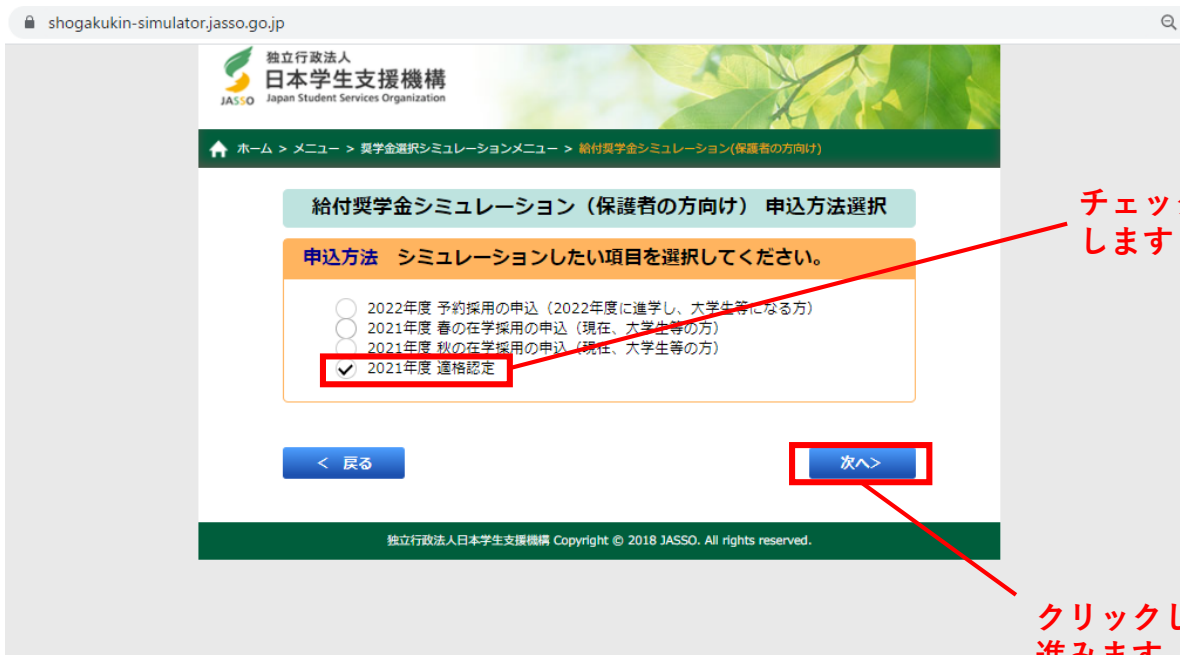 shogakukin-simulator.jasso.go.jp
独立行政法人
日本学生支援機構
JASSO Japan Student Services Organization
ホーム > メニュー > 奨学金選択シミュレーションメニュー > 給付奨学金シミュレーション(保護者の方向け)
給付奨学金シミュレーション（保護者の方向け） 申込方法選択
申込方法 シミュレーションしたい項目を選択してください。
チェック
します
2022年度 予約採用の申込（2022年度に進学し、大学生等になる方）
2021年度 春の在学採用の申込（現在、大学生等の方）
2021年度 秋の在学採用の申込（現在、大学生等の方）
2021年度 適格認定
< 戻る
次へ>
独立行政法人日本学生支援機構 Copyright © 2018 JASSO. All rights reserved.
クリックし
進みます